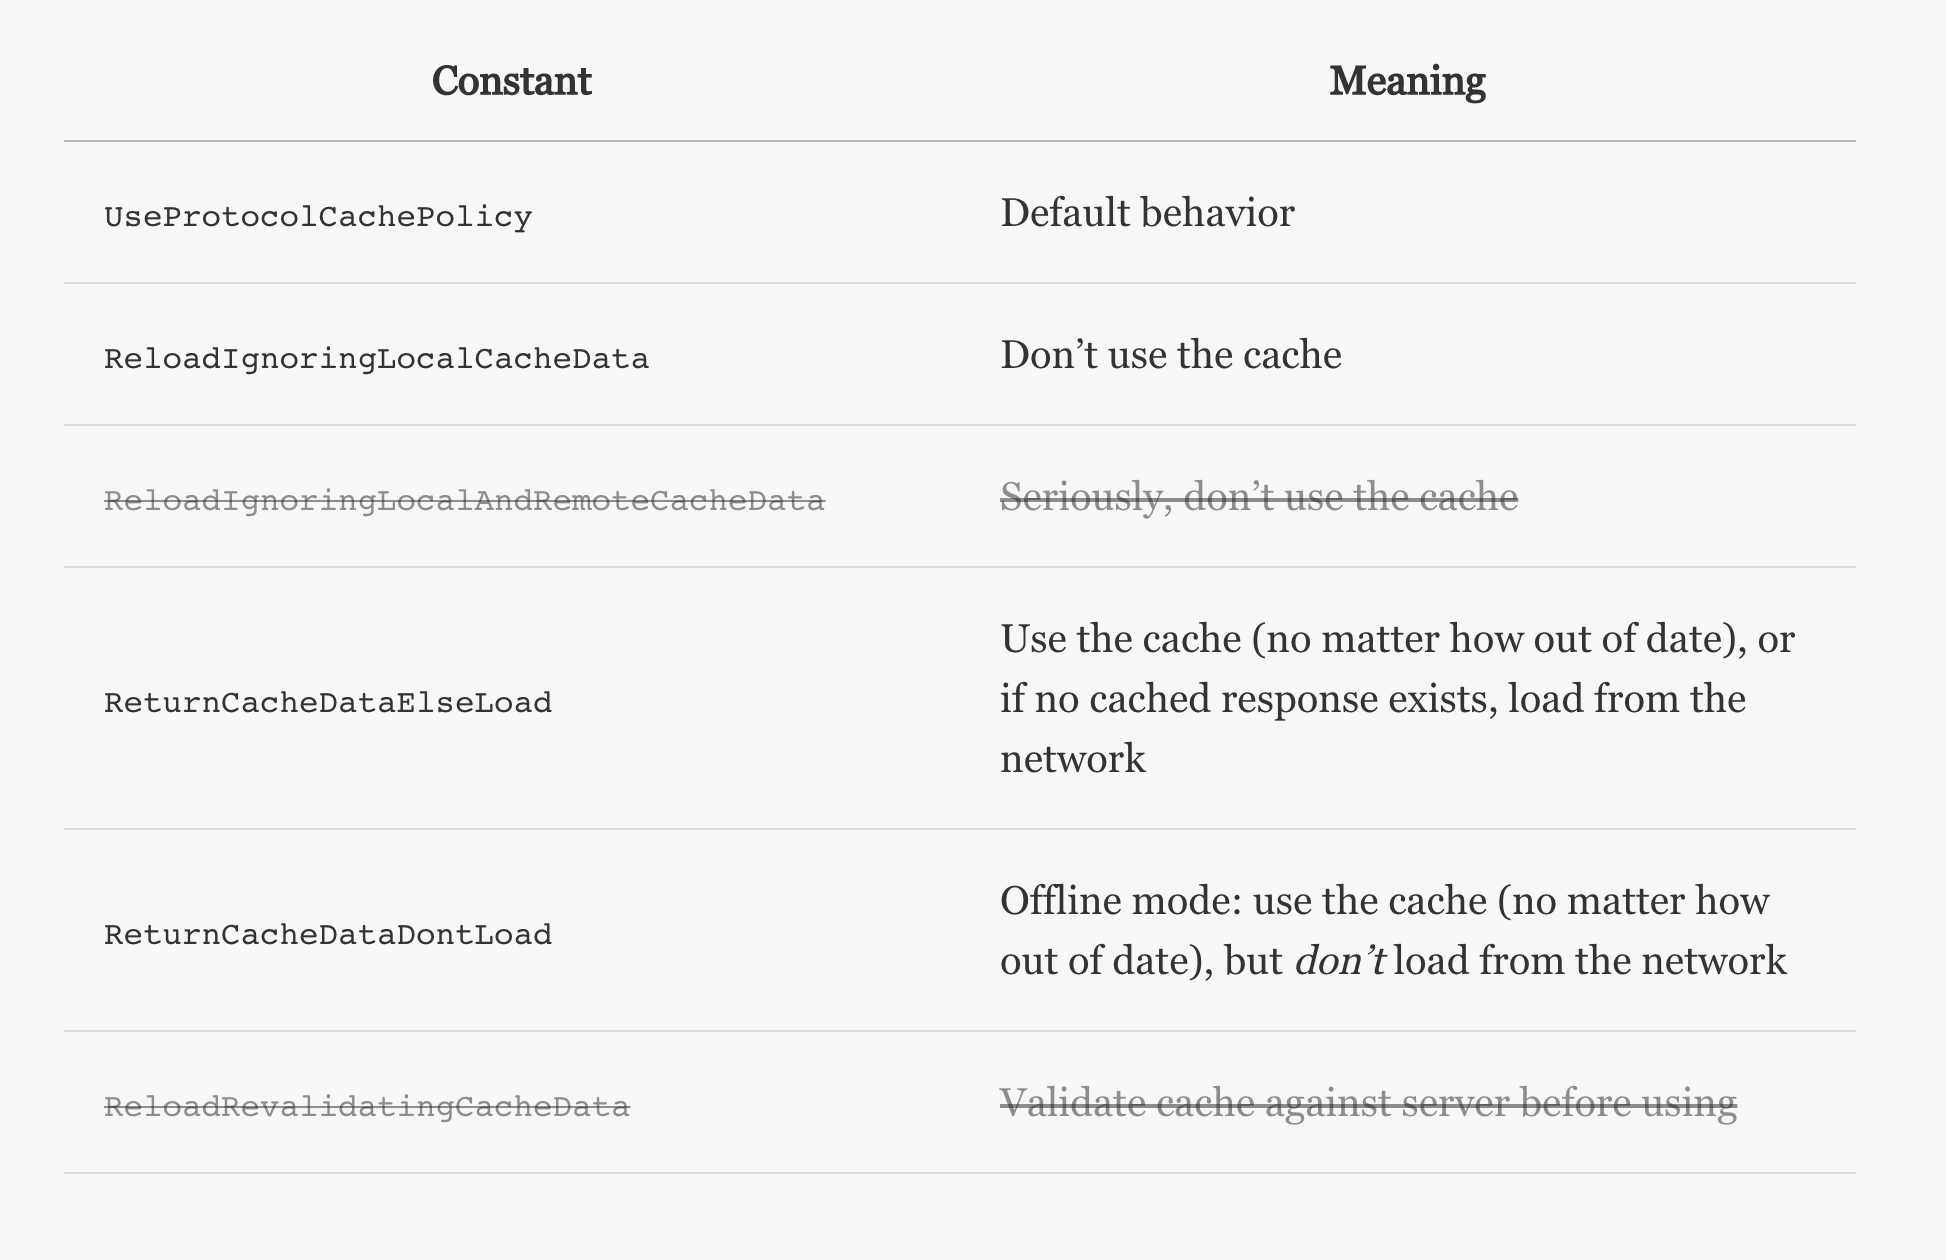 Constant Meaning
UseProtocolCachePolicy Default behavior
ReloadIgnoringLocalCacheData Don’t use the cache
ReloadIgnoringLocalAndRemoteCacheData Seriously, don’t use the cache
ReturnCacheDataElseLoad Use the cache (no matter how out of date), or
if no cached response exists, load from the
network
ReturnCacheDataDontLoad Offline mode: use the cache (no matter how
out of date), but don’t load from the network
ReloadRevalidatingCacheData Validate cache against server before using